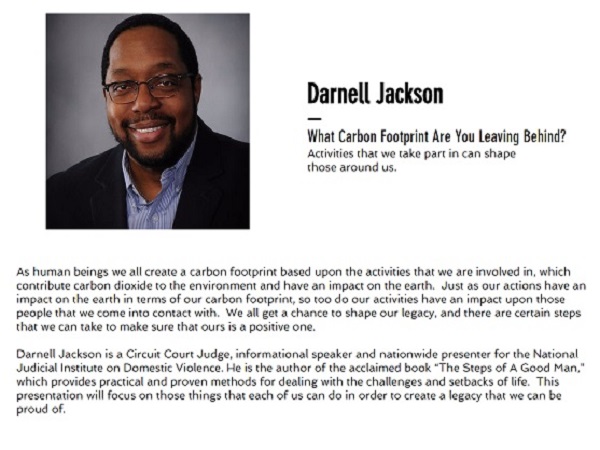 Darnell Jackson
What Carbon Footprint Are You Leaving Behind?
Activities that we take part in can shape
those around us.
As human beings we all create a carbon footprint based upon the activities that we are involved in, which
contribute carbon dioxide to the environment and have an impact on the earth.  Just as our actions have an
impact on the earth in terms of our carbon footprint, so too do our activities have an impact upon those
people that we come into contact with.  We all get a chance to shape our legacy, and there are certain steps
that we can take to make sure that ours is a positive one.
Darnell Jackson is a Circuit Court Judge, informational speaker and nationwide presenter for the National
Judicial Institute on Domestic Violence. He is the author of the acclaimed book "The Steps of A Good Man,"
which provides practical and proven methods for dealing with the challenges and setbacks of life.  This
presentation will focus on those things that each of us can do in order to create a legacy that we can be
proud of.